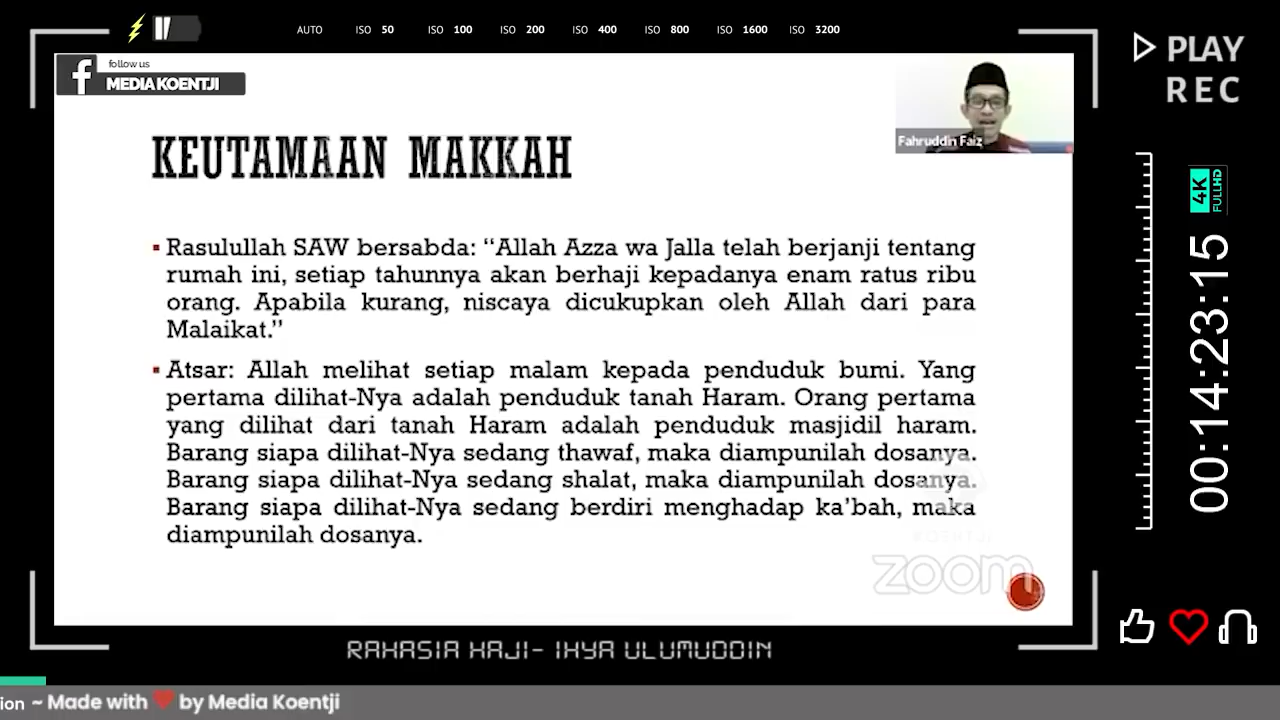 AUTO ISO 50 ISO 100 ISO 200 ISO 400 ISO 800 ISO 1600 ISO 3200
PLAY
REC
follow us
MEDIA KOENTJI
Fahruddin Faiz
KEUTAMAAN MAKKAH
Rasulullah SAW bersabda: “Allah Azza wa Jalla telah berjanji tentang
rumah ini, setiap tahunnya akan berhaji kepadanya enam ratus ribu
orang. Apabila kurang, niscaya dicukupkan oleh Allah dari para
Malaikat.”
Atsar: Allah melihat setiap malam kepada penduduk bumi. Yang
pertama dilihat-Nya adalah penduduk tanah Haram. Orang pertama
yang dilihat dari tanah Haram adalah penduduk masjidil haram.
Barang siapa dilihat-Nya sedang thawaf, maka diampunilah dosanya.
Barang siapa dilihat-Nya sedang shalat, maka diampunilah dosanya.
Barang siapa dilihat-Nya sedang berdiri menghadap ka’bah, maka
diampunilah dosanya.
KOENTJI
zoom
4K
FULLHD
00:14:23:15
RAHASIA HAJI- IHYA ULUMUDDIN
ion ~ Made with ❤ by Media Koentji